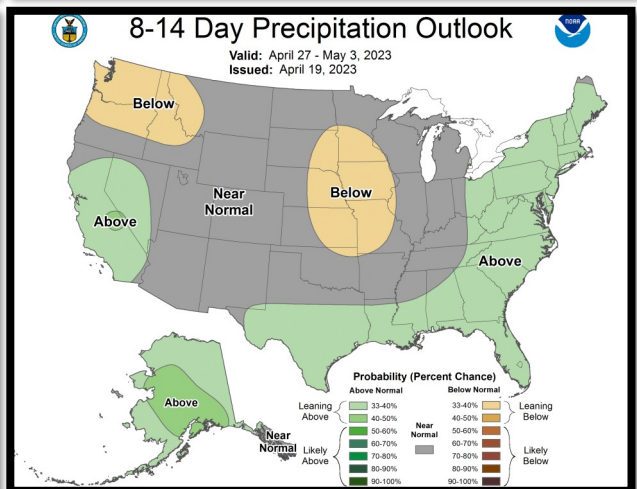 8-14 Day Precipitation Outlook
NOAA
Valid: April 27 - May 3, 2023
Issued: April 19, 2023
Below
Near
Normal
Below
Above
Above
Above
Near
Normal
Probability (Percent Chance)
Above Normal
Below Normal
Leaning
Above
33-40%
40-50%
Likely
Above
50-60%
60-70%
70-80%
80-90%
90-100%
Near
Normal
33-40%
40-50%
Leaning
Below
50-60%
60-70%
70-80%
80-90%
90-100%
Likely
Below